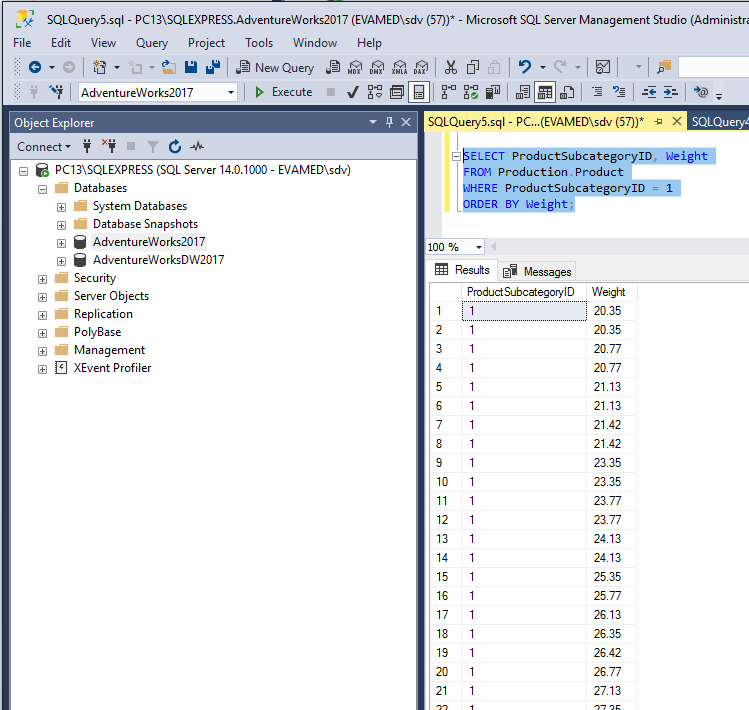 SQLQuery5.sql - PC13\SQLEXPRESS.AdventureWorks2017 (EVAMED\sdv (57))* - Microsoft SQL Server Management Studio (Administra
File Edit View Query Project Tools Window Help
New Query MDX DMX XMLA DAX
AdventureWorks2017 Execute
Object Explorer
Connect
PC13\SQLEXPRESS (SQL Server 14.0.1000 - EVAMED\sdv)
Databases
System Databases
Database Snapshots
AdventureWorks2017
AdventureWorksDW2017
Security
Server Objects
Replication
PolyBase
Management
XEvent Profiler
SQLQuery5.sql - PC...(EVAMED\sdv (57))* SQLQuery4
SELECT ProductSubcategoryID, Weight
FROM Production.Product
WHERE ProductSubcategoryID = 1
ORDER BY Weight;
100 %
Results Messages
ProductSubcategoryID Weight
1 1 20.35
2 1 20.35
3 1 20.77
4 1 20.77
5 1 21.13
6 1 21.13
7 1 21.42
8 1 21.42
9 1 23.35
10 1 23.35
11 1 23.77
12 1 23.77
13 1 24.13
14 1 24.13
15 1 25.35
16 1 25.77
17 1 26.13
18 1 26.35
19 1 26.42
20 1 26.77
21 1 27.13
22 1 27.35